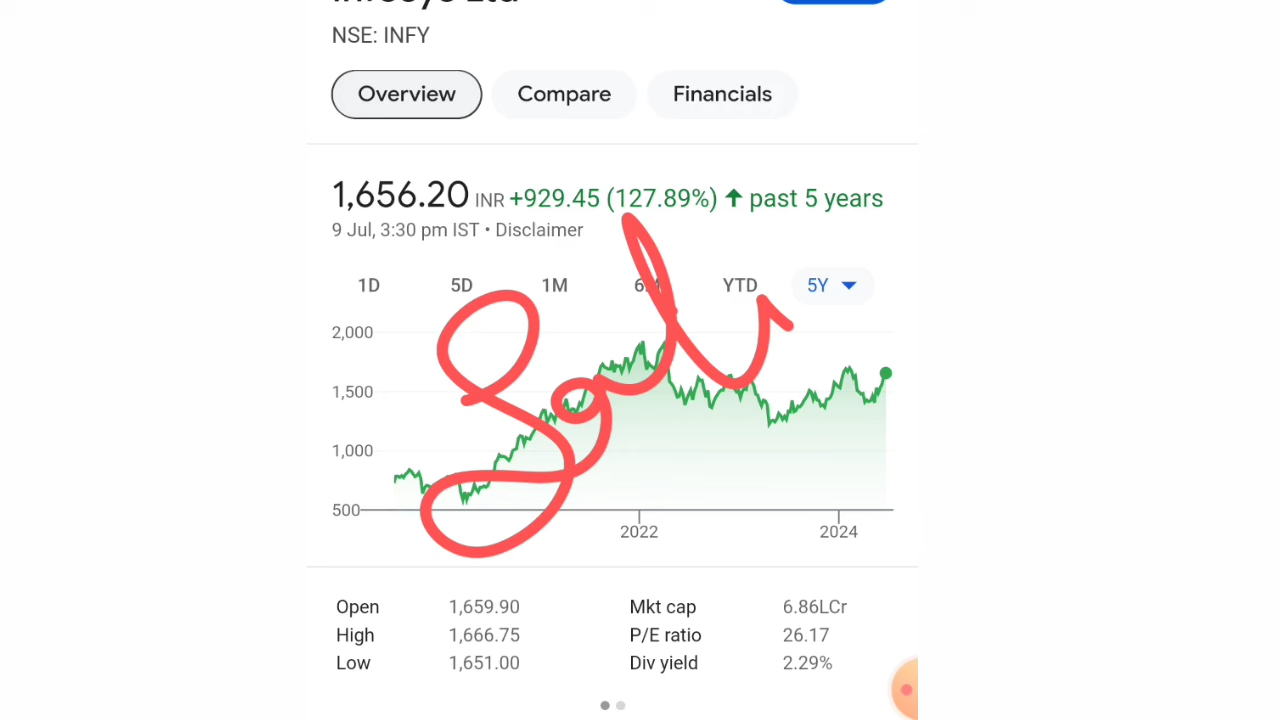 NSE: INFY
Overview Compare Financials
1,656.20 INR +929.45 (127.89%) ↑ past 5 years
9 Jul, 3:30 pm IST • Disclaimer
1D 5D 1M YTD 5Y
2,000
1,500
1,000
500
2022 2024
Open 1,659.90 Mkt cap 6.86LCr
High 1,666.75 P/E ratio 26.17
Low 1,651.00 Div yield 2.29%